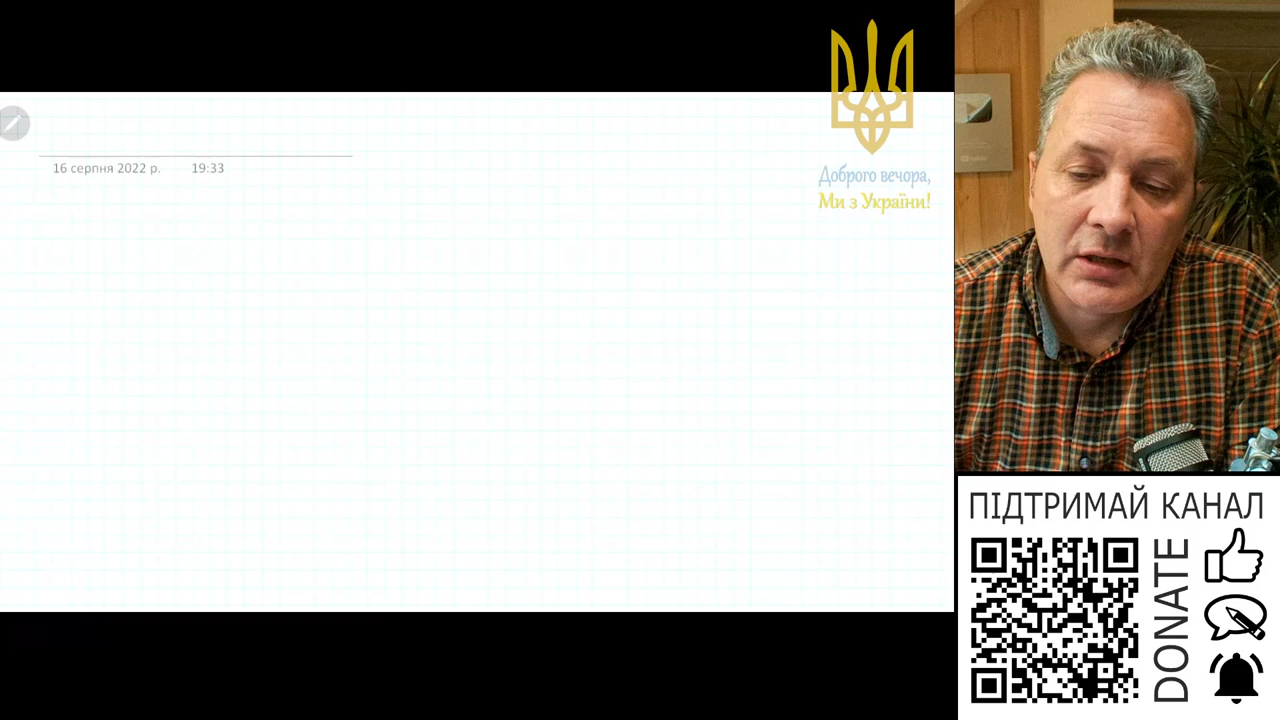 16 серпня 2022 р. 19:33
Доброго вечора,
Ми з України!
ПІДТРИМАЙ КАНАЛ
DONATE